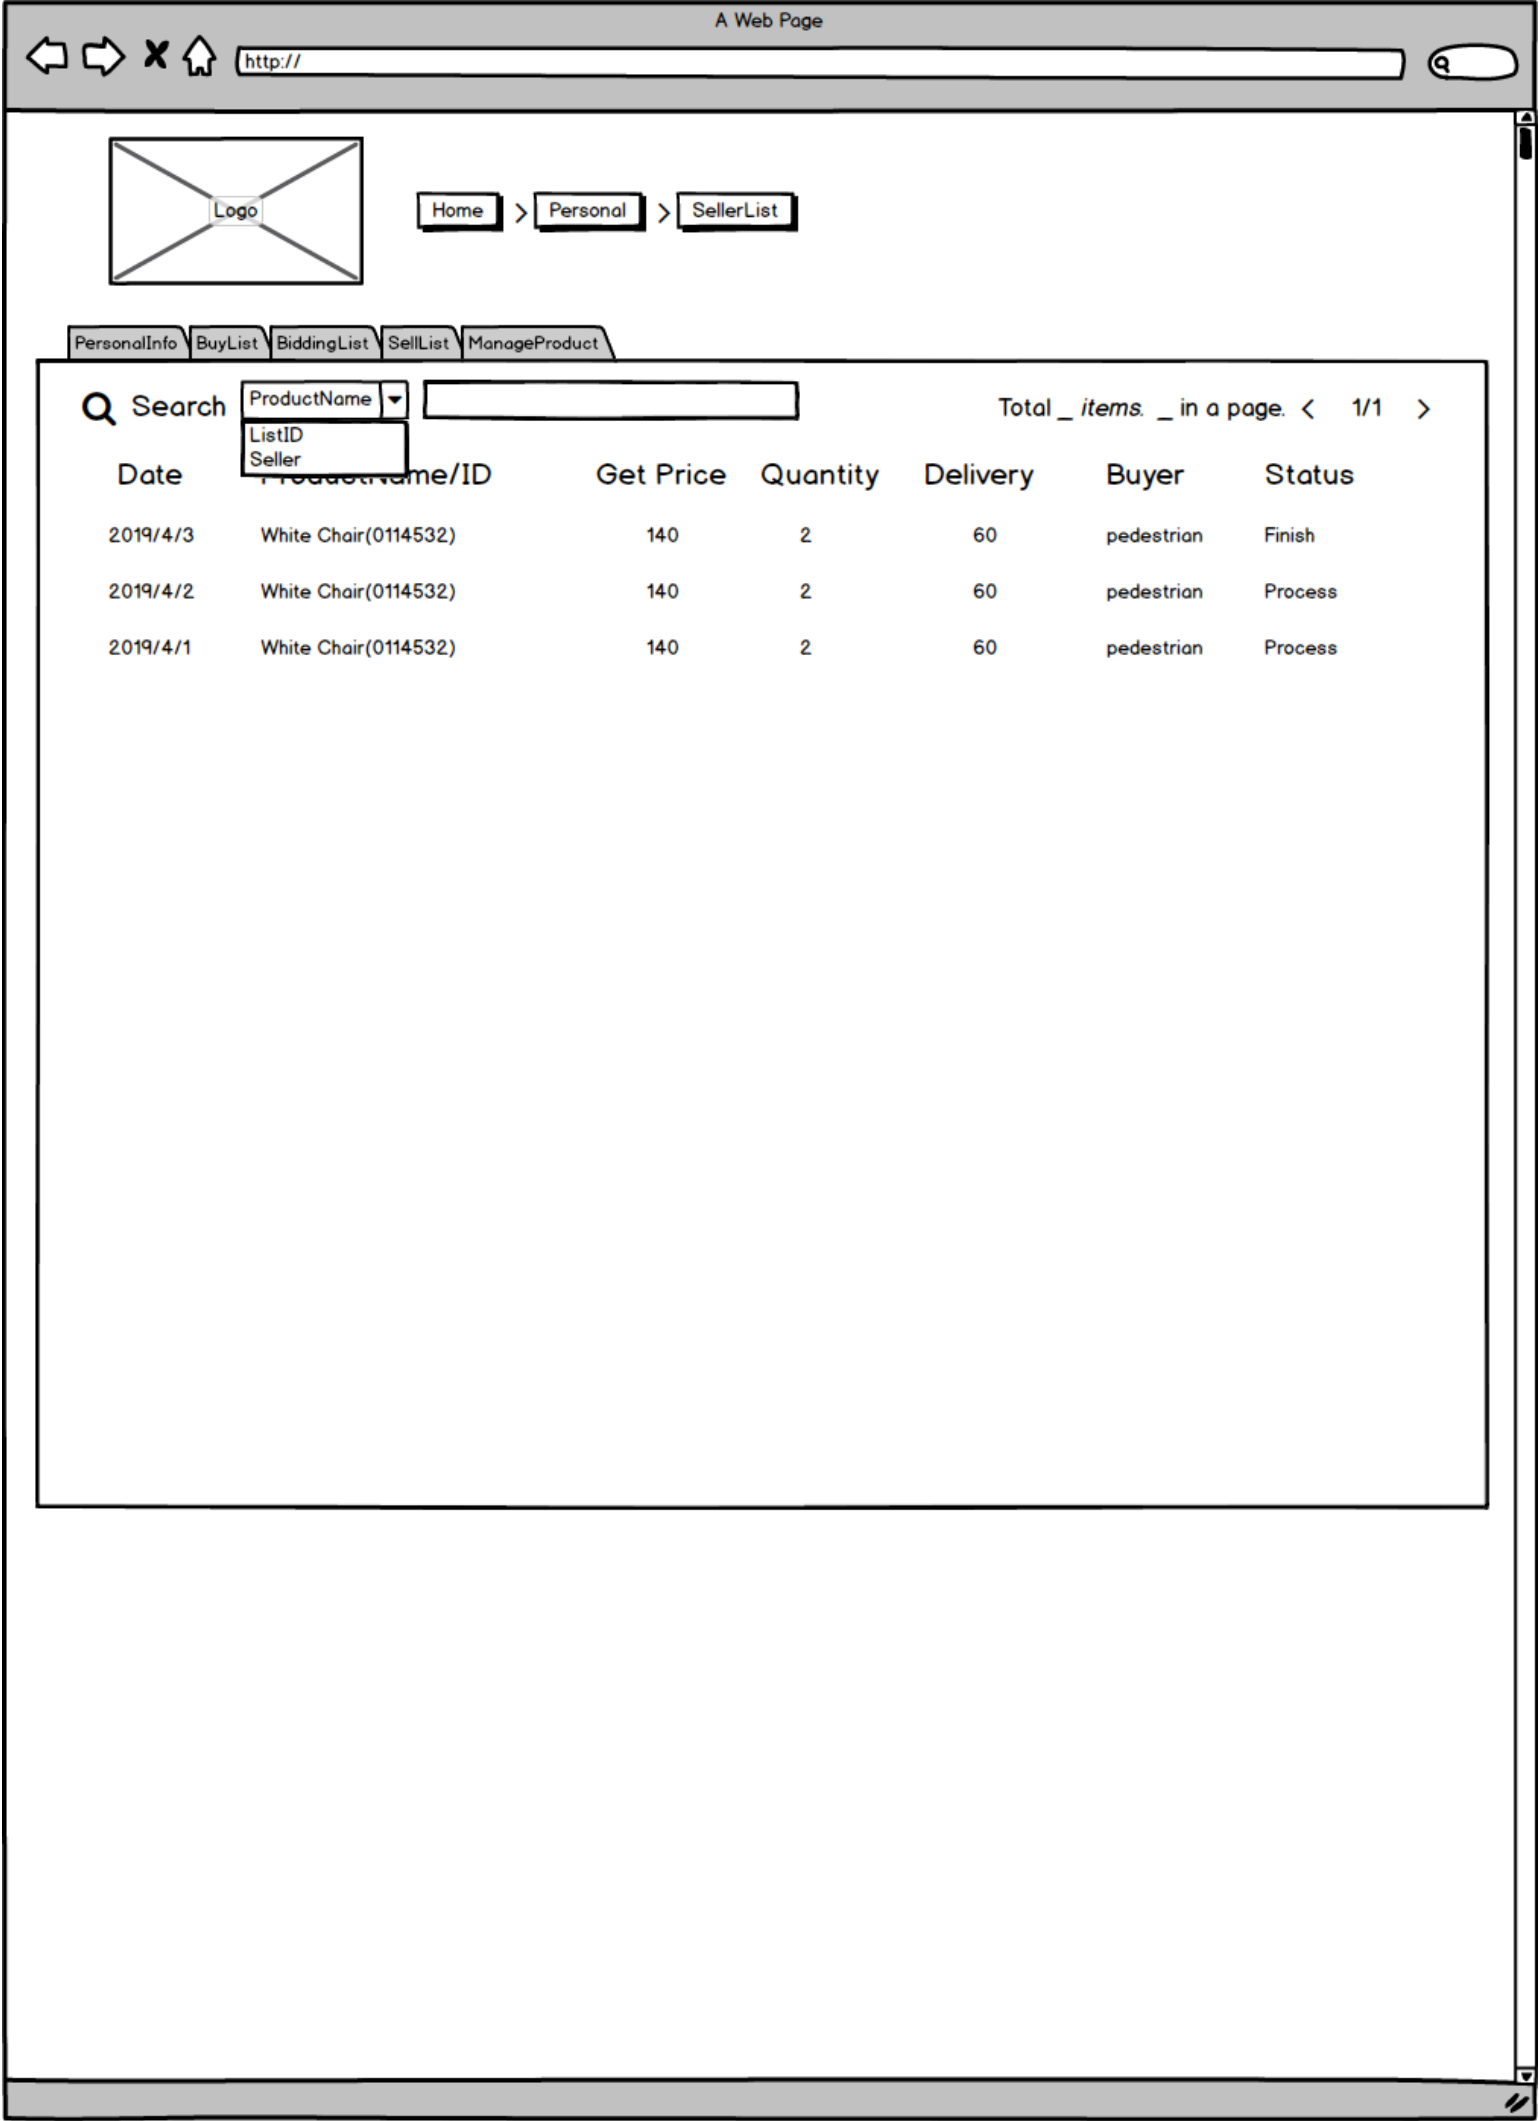 A Web Page
http://
Logo
Home > Personal > SellerList
PersonalInfo BuyList BiddingList SellList ManageProduct
Search ProductName Total _ items. _ in a page. < 1/1 >
ListID
Seller
Date ProductName/ID Get Price Quantity Delivery Buyer Status
2019/4/3 White Chair(0114532) 140 2 60 pedestrian Finish
2019/4/2 White Chair(0114532) 140 2 60 pedestrian Process
2019/4/1 White Chair(0114532) 140 2 60 pedestrian Process